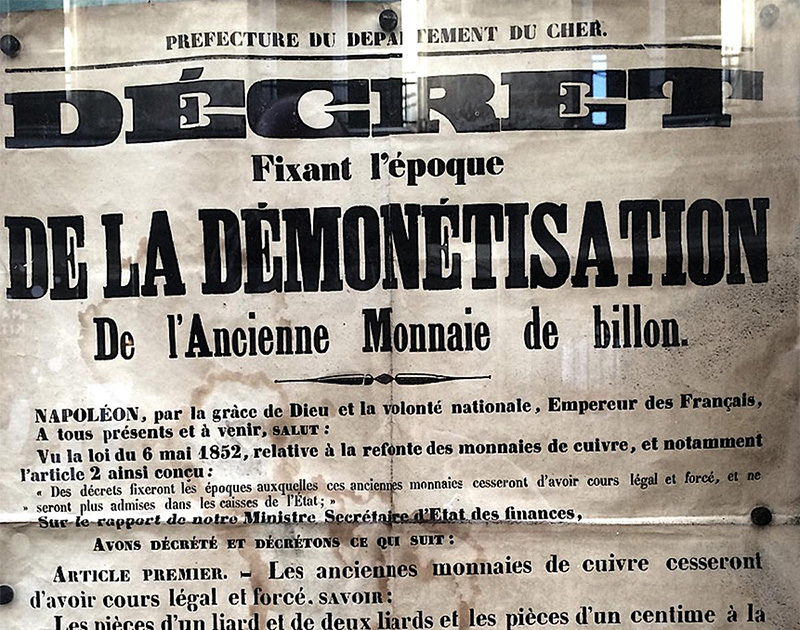 PREFECTURE DU DEPARTEMENT DU CHER.
DÉCRET
Fixant l'époque
DE LA DÉMONÉTISATION
De l'Ancienne Monnaie de billon.
NAPOLÉON, par la grâce de Dieu et la volonté nationale, Empereur des Français,
A tous présents et à venir, SALUT :
Vu la loi du 6 mai 1852, relative à la refonte des monnaies de cuivre, et notamment
l'article 2 ainsi conçu :
« Des décrets fixeront les époques auxquelles ces anciennes monnaies cesseront d'avoir cours légal et forcé, et ne
» seront plus admises dans les caisses de l'État ; »
Sur le rapport de notre Ministre Secrétaire d'Etat des finances,
AVONS DÉCRÉTÉ ET DÉCRÉTONS CE QUI SUIT :
ARTICLE PREMIER. — Les anciennes monnaies de cuivre cesseront
d'avoir cours légal et forcé. SAVOIR :
Les pièces d'un liard et de deux liards et les pièces d'un centime à la